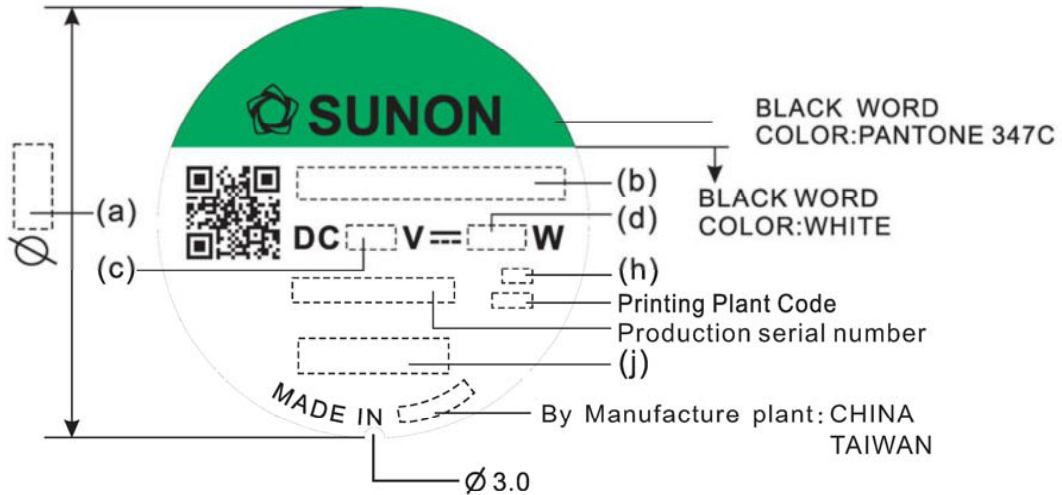 SUNON
BLACK WORD
COLOR:PANTONE 347C
BLACK WORD
COLOR:WHITE
(a)
(b)
DC V W
(d)
(c)
(h)
Printing Plant Code
Production serial number
(j)
MADE IN
By Manufacture plant: CHINA
TAIWAN
Ø
Ø 3.0